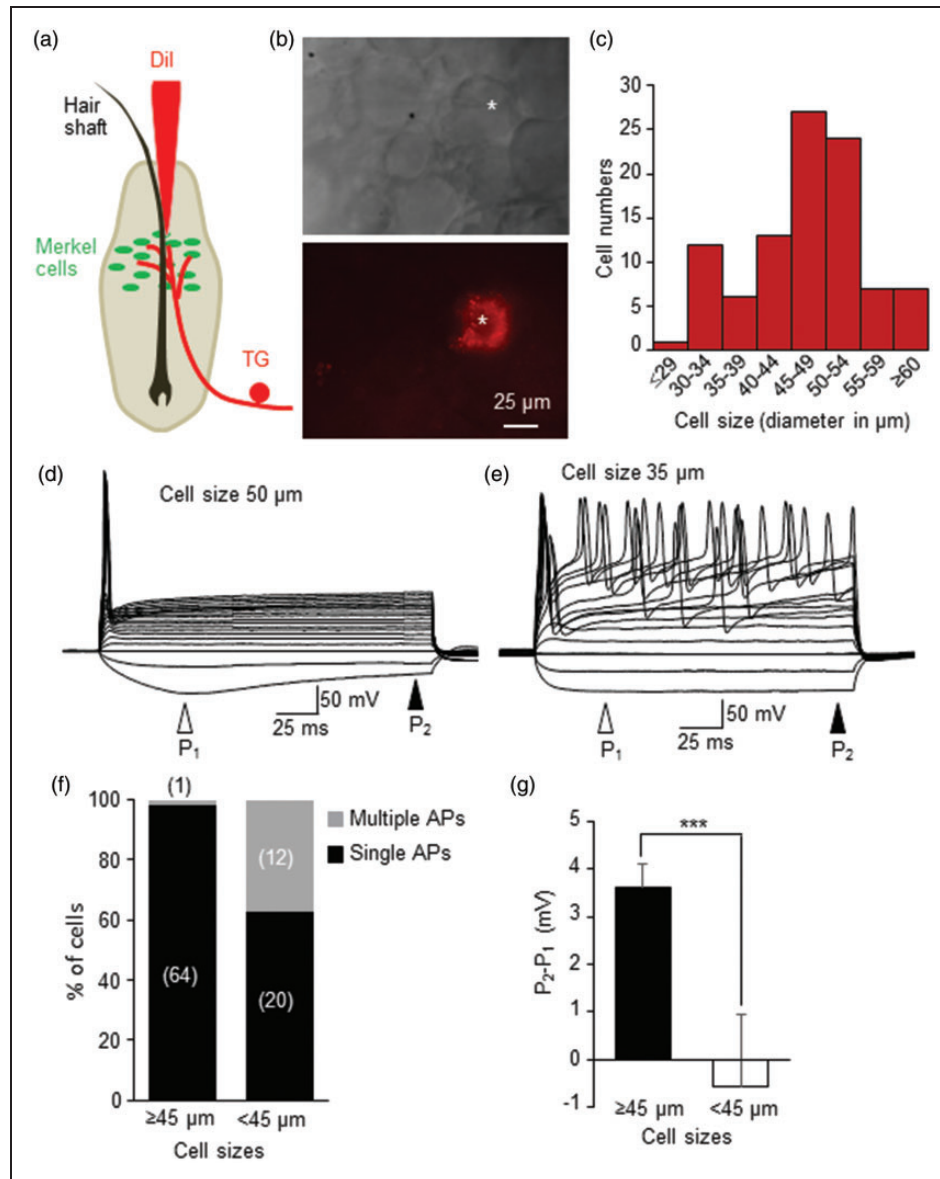 (a)
DiI
Hair
shaft
Merkel
cells
TG
(b)
*
*
25 µm
(c)
30
25
20
15
10
5
0
Cell numbers
≤29
30-34
35-39
40-44
45-49
50-54
55-59
≥60
Cell size (diameter in µm)
(d)
Cell size 50 µm
50 mV
25 ms
P1
P2
(e)
Cell size 35 µm
50 mV
25 ms
P1
P2
(f)
100
80
60
40
20
0
% of cells
(1)
(64)
(12)
(20)
Multiple APs
Single APs
≥45 µm
<45 µm
Cell sizes
(g)
5
4
3
2
1
0
-1
P2-P1 (mV)
***
≥45 µm
<45 µm
Cell sizes